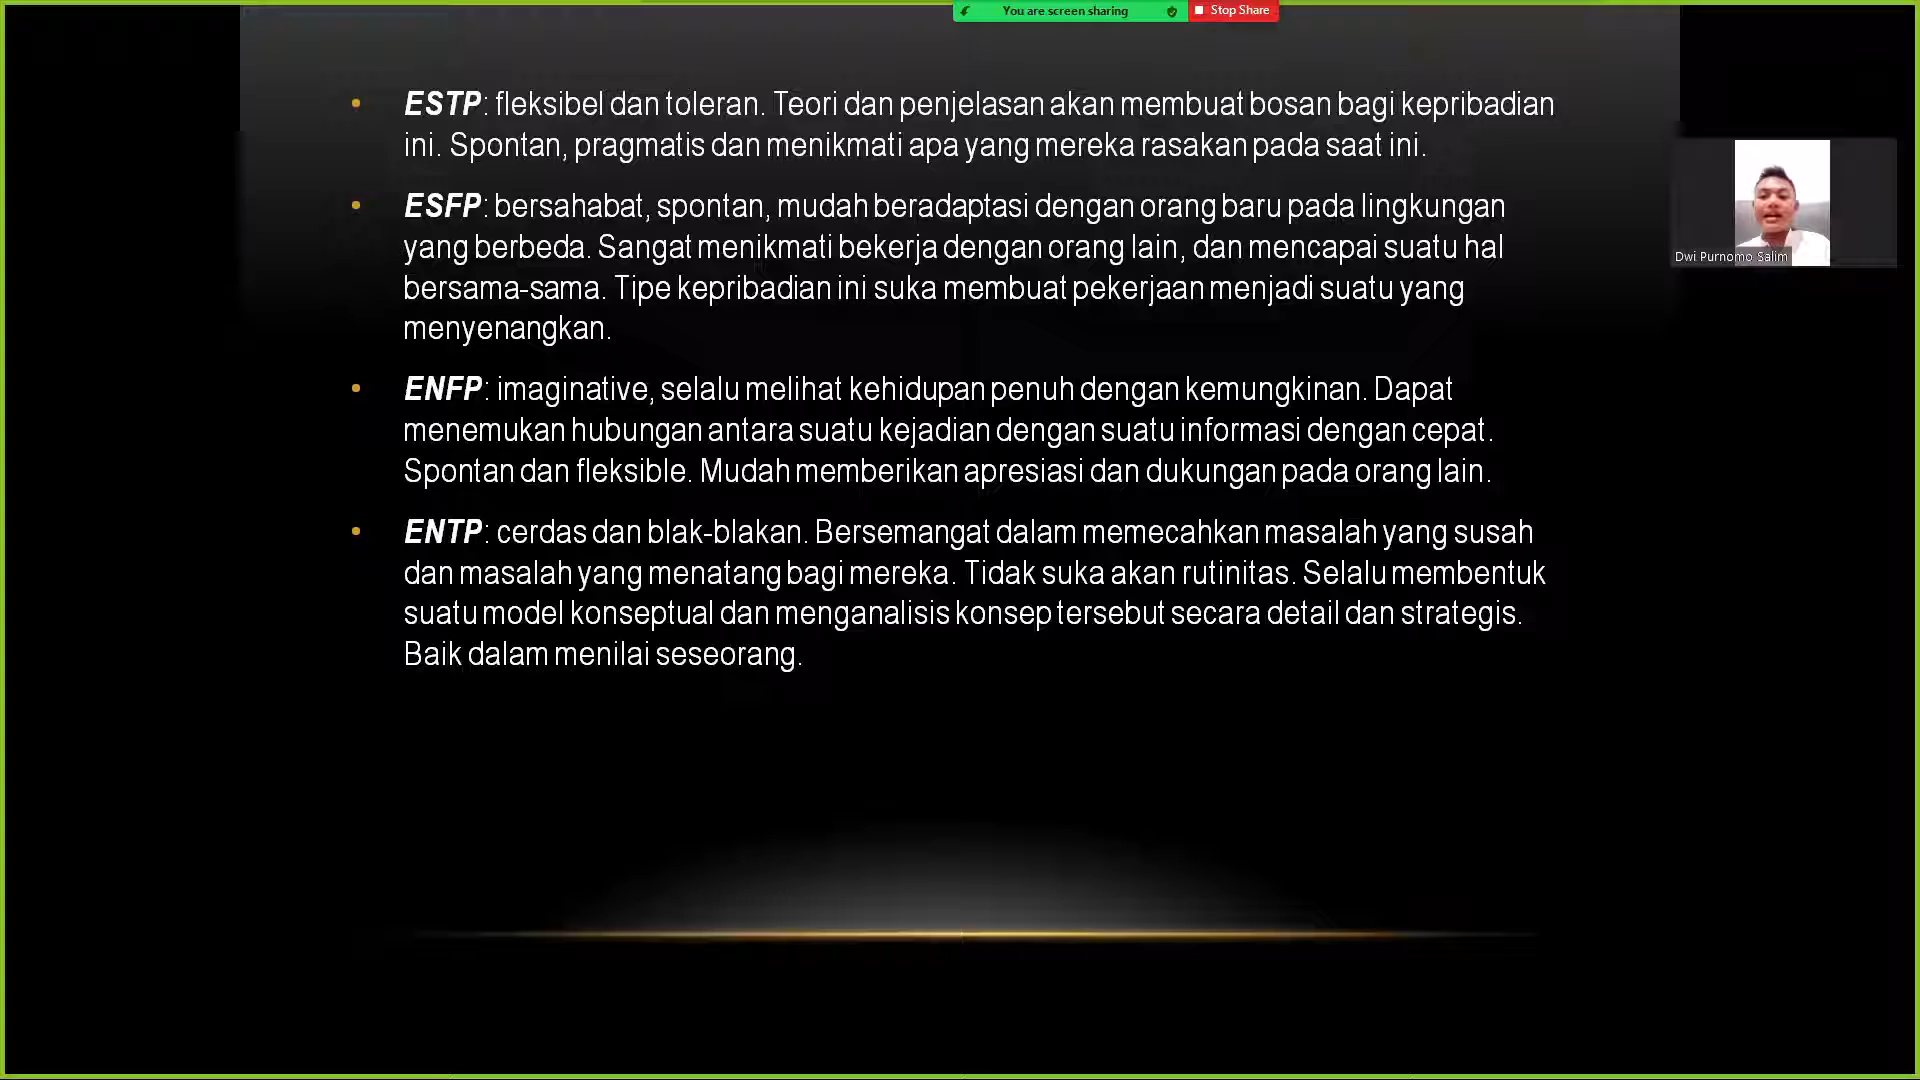 You are screen sharing
Stop Share
• ESTP: fleksibel dan toleran. Teori dan penjelasan akan membuat bosan bagi kepribadian
ini. Spontan, pragmatis dan menikmati apa yang mereka rasakan pada saat ini.
• ESFP: bersahabat, spontan, mudah beradaptasi dengan orang baru pada lingkungan
yang berbeda. Sangat menikmati bekerja dengan orang lain, dan mencapai suatu hal
bersama-sama. Tipe kepribadian ini suka membuat pekerjaan menjadi suatu yang
menyenangkan.
• ENFP: imaginative, selalu melihat kehidupan penuh dengan kemungkinan. Dapat
menemukan hubungan antara suatu kejadian dengan suatu informasi dengan cepat.
Spontan dan fleksible. Mudah memberikan apresiasi dan dukungan pada orang lain.
• ENTP: cerdas dan blak-blakan. Bersemangat dalam memecahkan masalah yang susah
dan masalah yang menatang bagi mereka. Tidak suka akan rutinitas. Selalu membentuk
suatu model konseptual dan menganalisis konsep tersebut secara detail dan strategis.
Baik dalam menilai seseorang.
Dwi Purnomo Salim